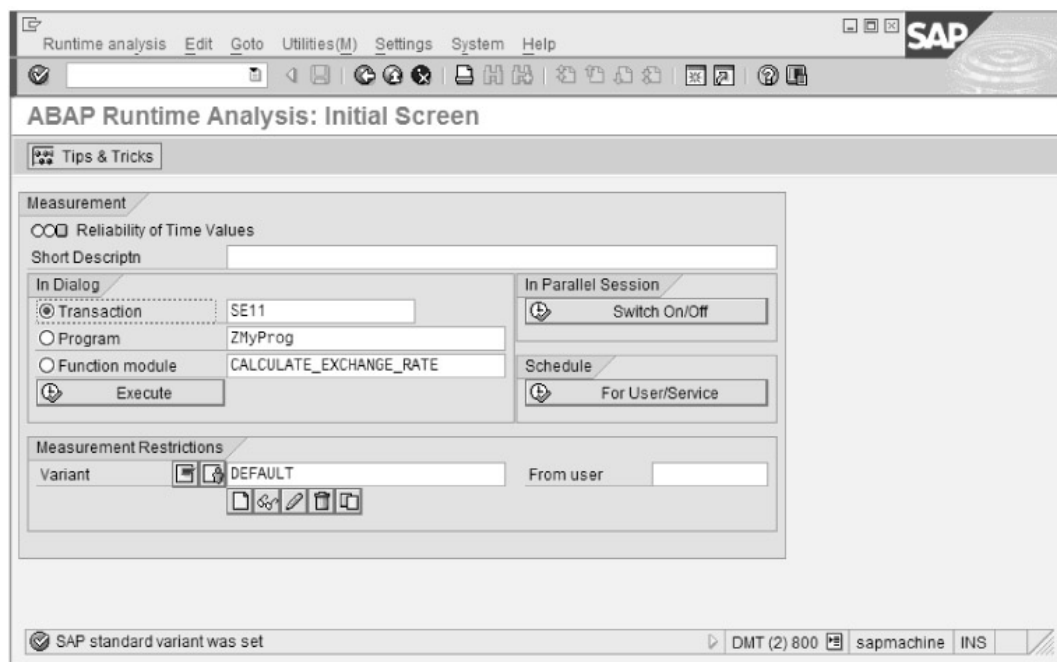 Runtime analysis Edit Goto Utilities(M) Settings System Help
SAP
ABAP Runtime Analysis: Initial Screen
Tips & Tricks
Measurement
Reliability of Time Values
Short Descriptn
In Dialog
Transaction SE11
Program ZMyProg
Function module CALCULATE_EXCHANGE_RATE
Execute
In Parallel Session
Switch On/Off
Schedule
For User/Service
Measurement Restrictions
Variant DEFAULT From user
SAP standard variant was set DMT (2) 800 sapmachine INS